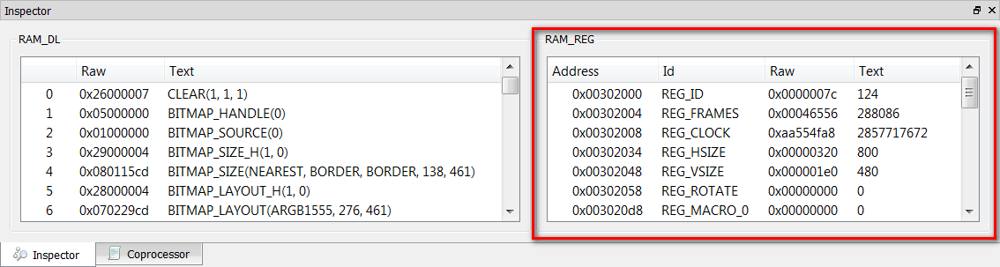 Inspector
RAM_DL
Raw Text
0 0x26000007 CLEAR(1, 1, 1)
1 0x05000000 BITMAP_HANDLE(0)
2 0x01000000 BITMAP_SOURCE(0)
3 0x29000004 BITMAP_SIZE_H(1, 0)
4 0x080115cd BITMAP_SIZE(NEAREST, BORDER, BORDER, 138, 461)
5 0x28000004 BITMAP_LAYOUT_H(1, 0)
6 0x070229cd BITMAP_LAYOUT(ARGB1555, 276, 461)
RAM_REG
Address Id Raw Text
0x00302000 REG_ID 0x0000007c 124
0x00302004 REG_FRAMES 0x00046556 288086
0x00302008 REG_CLOCK 0xaa554fa8 2857717672
0x00302034 REG_HSIZE 0x00000320 800
0x00302048 REG_VSIZE 0x000001e0 480
0x00302058 REG_ROTATE 0x00000000 0
0x003020d8 REG_MACRO_0 0x00000000 0
Inspector Coprocessor